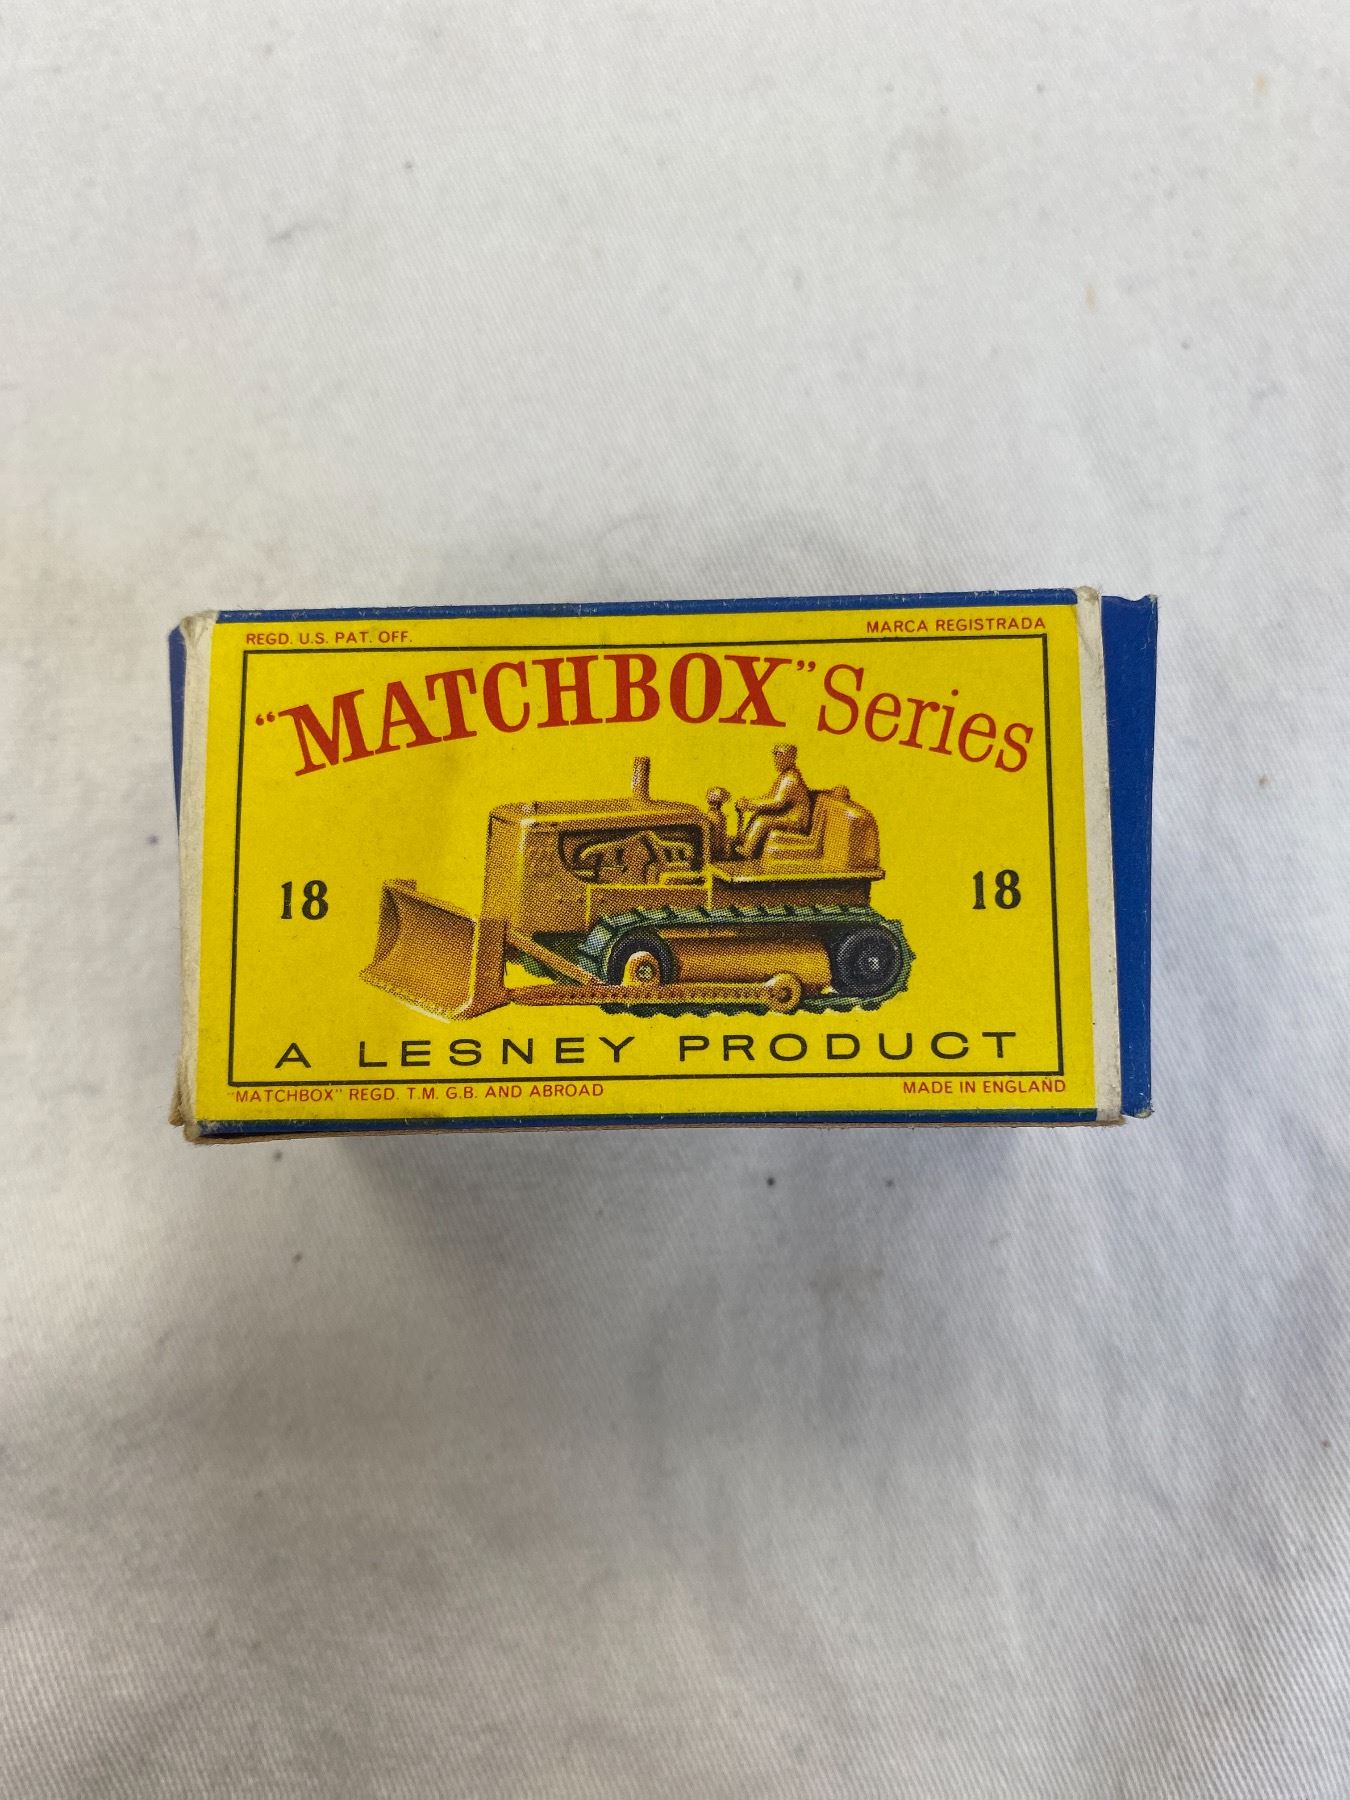 REGD. U.S. PAT. OFF. MARCA REGISTRADA
"MATCHBOX" Series
18 18
A LESNEY PRODUCT
"MATCHBOX" REGD. T.M. G.B. AND ABROAD MADE IN ENGLAND